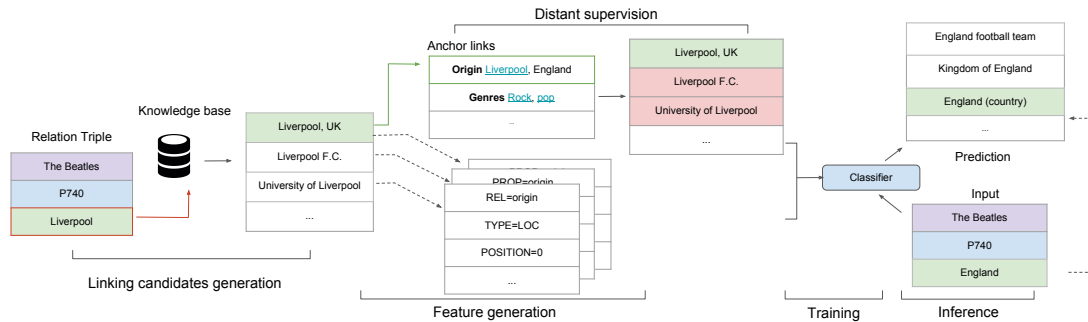 Distant supervision
Anchor links
Origin Liverpool, England
Genres Rock, pop
...
Liverpool, UK
Liverpool F.C.
University of Liverpool
...
England football team
Kingdom of England
England (country)
...
Prediction
Knowledge base
Relation Triple
The Beatles
P740
Liverpool
Liverpool, UK
Liverpool F.C.
University of Liverpool
...
PROP=origin
REL=origin
TYPE=LOC
POSITION=0
...
Classifier
Input
The Beatles
P740
England
Linking candidates generation
Feature generation
Training
Inference